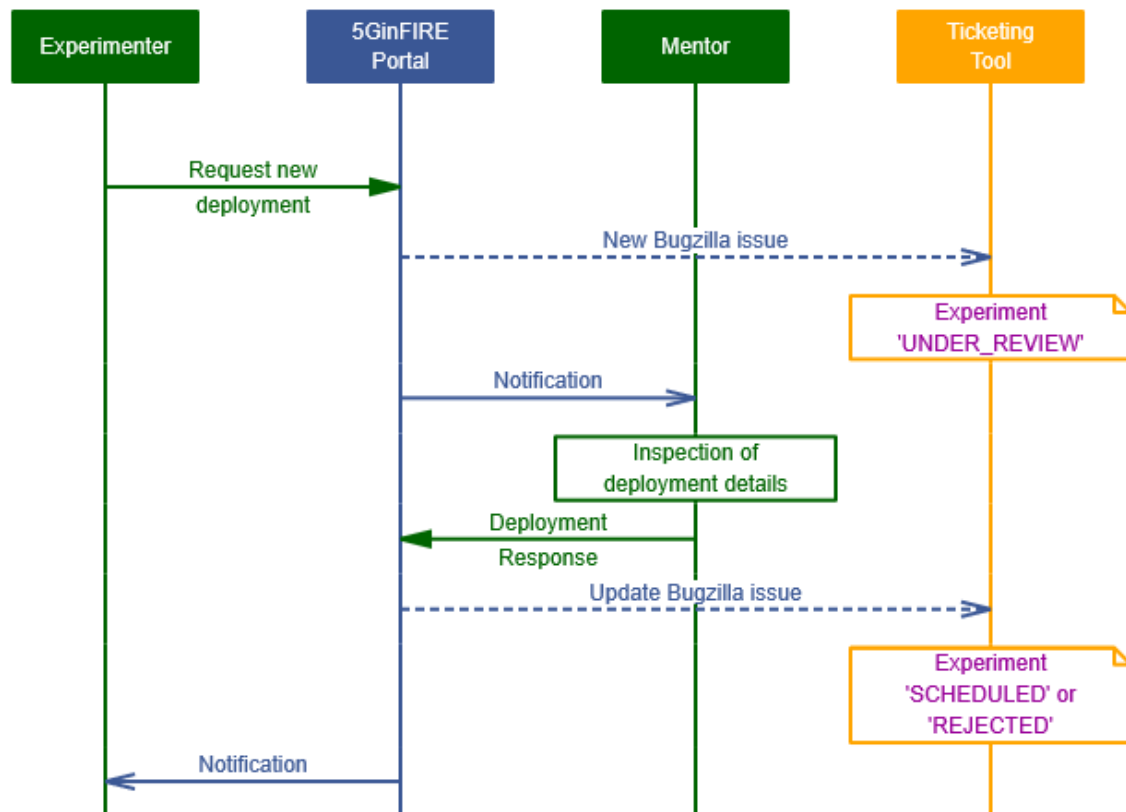 Experimenter
5GinFIRE
Portal
Mentor
Ticketing
Tool
Request new
deployment
New Bugzilla issue
Experiment
'UNDER_REVIEW'
Notification
Inspection of
deployment details
Deployment
Response
Update Bugzilla issue
Experiment
'SCHEDULED' or
'REJECTED'
Notification